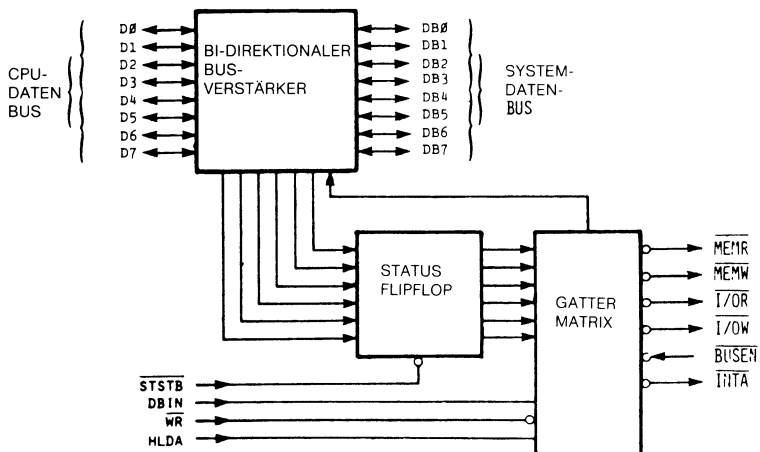 D0
D1
D2
D3
D4
D5
D6
D7
CPU-
DATEN
BUS
BI-DIREKTIONALER
BUS-
VERSTÄRKER
DB0
DB1
DB2
DB3
DB4
DB5
DB6
DB7
SYSTEM-
DATEN-
BUS
STATUS
FLIPFLOP
GATTER
MATRIX
MEMR
MEMW
I/OR
I/OW
BUSEN
INTA
STSTB
DBIN
WR
HLDA